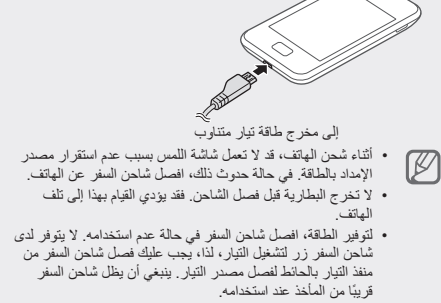 إلى مخرج طاقة تيار متناوب
• أثناء شحن الهاتف، قد لا تعمل شاشة اللمس بسبب عدم استقرار مصدر
الإمداد بالطاقة. في حالة حدوث ذلك، افصل شاحن السفر عن الهاتف.
• لا تخرج البطارية قبل فصل الشاحن. فقد يؤدي القيام بهذا إلى تلف
الهاتف.
• لتوفير الطاقة، افصل شاحن السفر في حالة عدم استخدامه. لا يتوفر لدى
شاحن السفر زر لتشغيل التيار، لذا، يجب عليك فصل شاحن السفر من
منفذ التيار بالحائط لفصل مصدر التيار. ينبغي أن يظل شاحن السفر
قريبًا من المأخذ عند استخدامه.